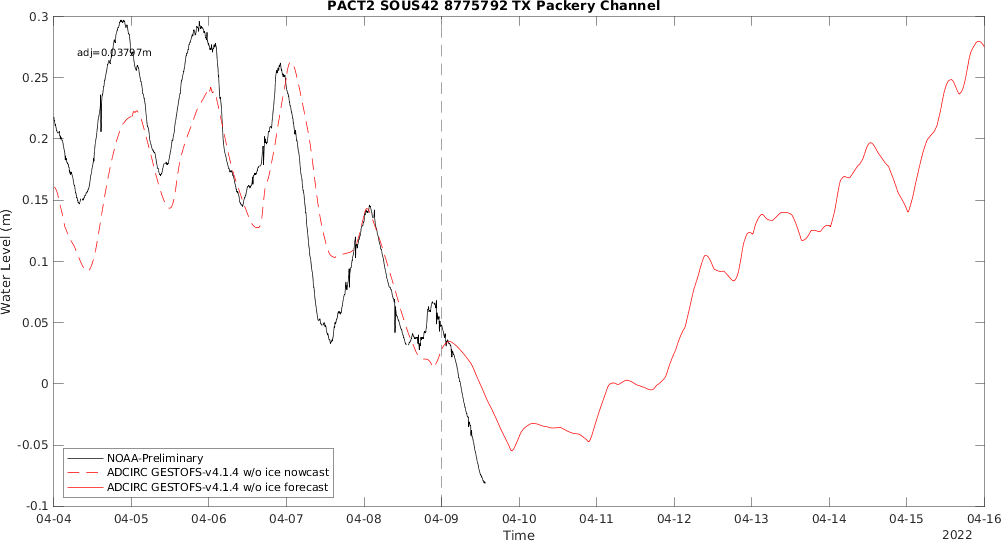 PACT2 SOUS42 8775792 TX Packery Channel
0.3
0.25
0.2
0.15
0.1
0.05
0
-0.05
-0.1
Water Level (m)
adj=0.03797m
NOAA-Preliminary
ADCIRC GESTOFS-v4.1.4 w/o ice nowcast
ADCIRC GESTOFS-v4.1.4 w/o ice forecast
04-04 04-05 04-06 04-07 04-08 04-09 04-10 04-11 04-12 04-13 04-14 04-15 04-16
Time
2022